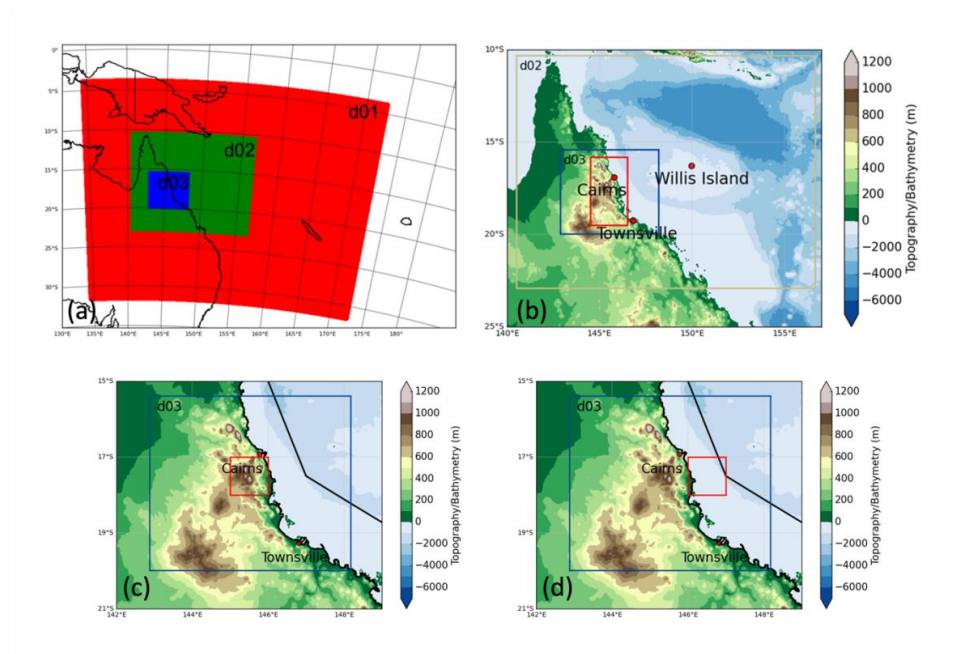 0°
5°S
10°S
15°S
20°S
25°S
30°S
130°E 135°E 140°E 145°E 150°E 155°E 160°E 165°E 170°E 175°E 180°
d01
d02
d03
(a)
10°S
15°S
20°S
25°S
140°E 145°E 150°E 155°E
d02
d03
Cairns
Willis Island
Townsville
(b)
1200
1000
800
600
400
200
0
−2000
−4000
−6000
Topography/Bathymetry (m)
15°S
17°S
19°S
21°S
142°E 144°E 146°E 148°E
d03
Cairns
Townsville
(c)
1200
1000
800
600
400
200
0
−2000
−4000
−6000
Topography/Bathymetry (m)
15°S
17°S
19°S
21°S
142°E 144°E 146°E 148°E
d03
Cairns
Townsville
(d)
1200
1000
800
600
400
200
0
−2000
−4000
−6000
Topography/Bathymetry (m)